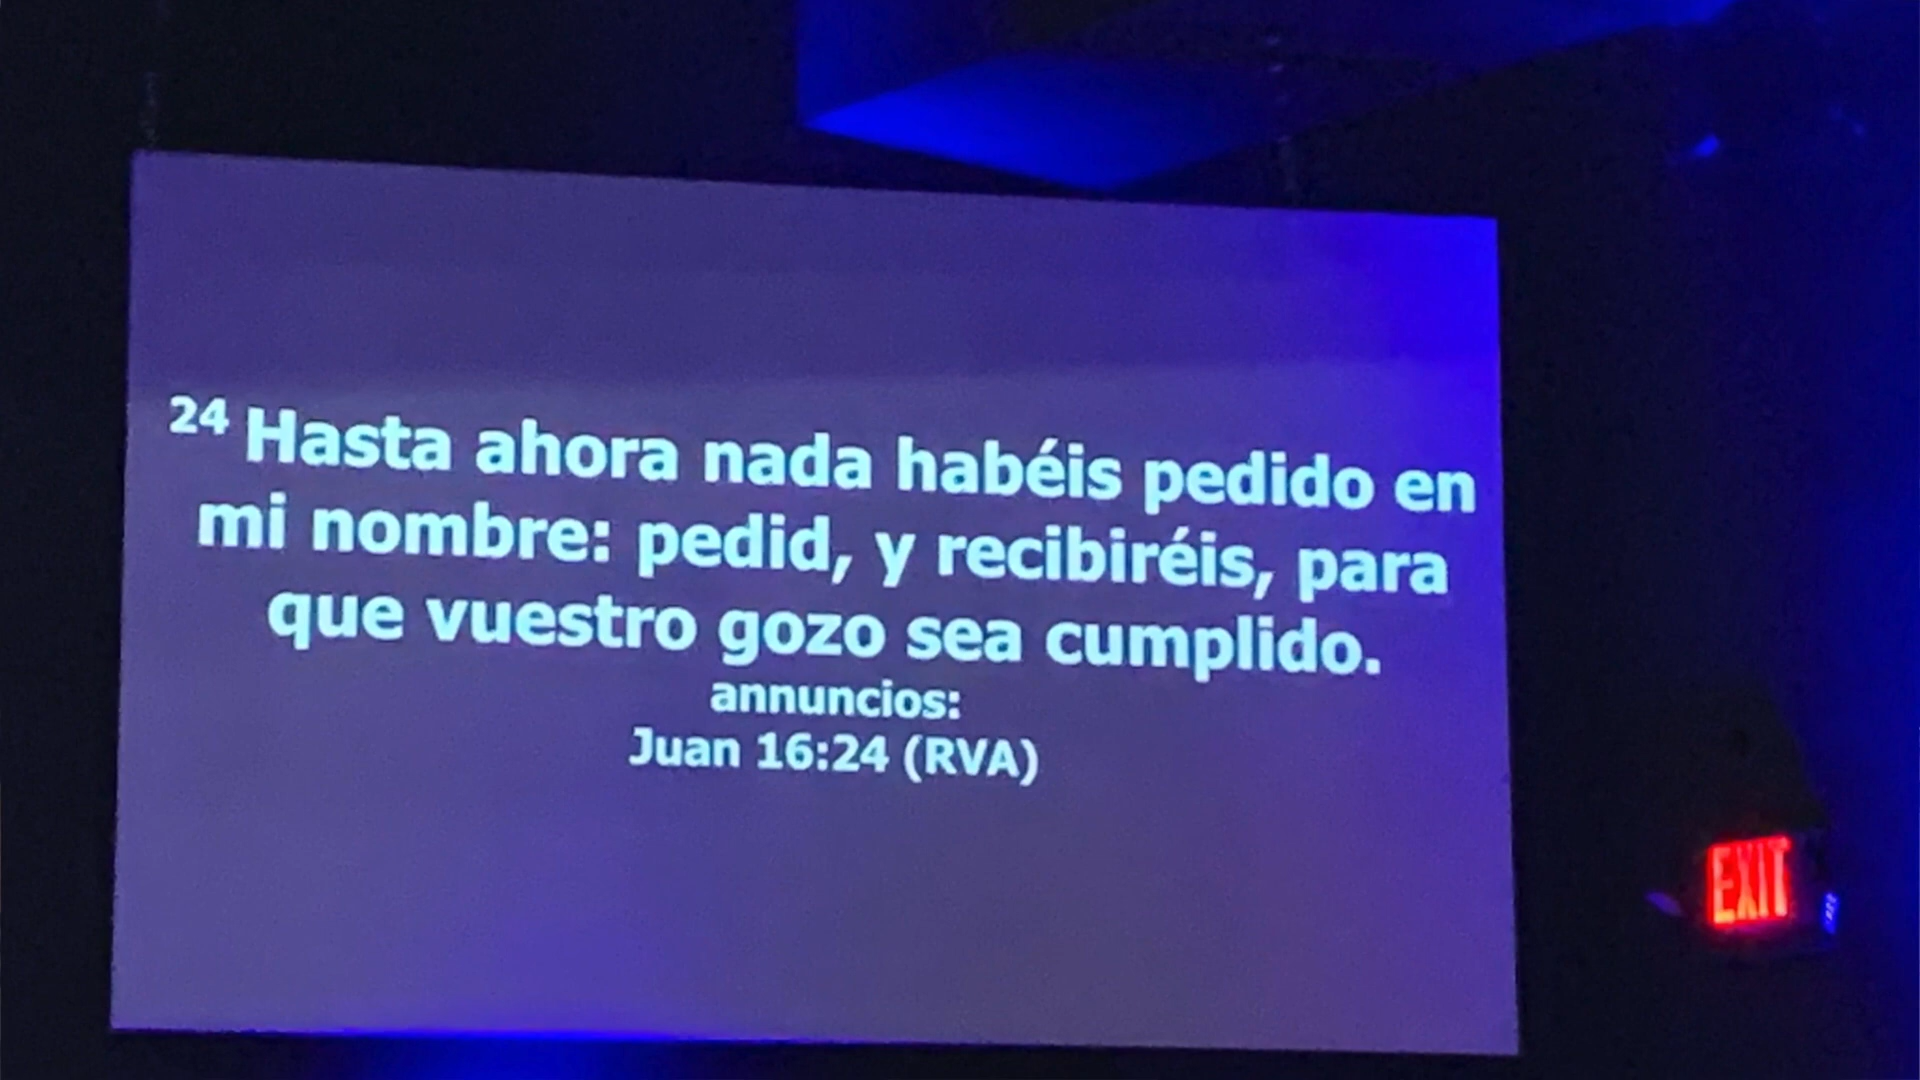 24 Hasta ahora nada habéis pedido en
mi nombre: pedid, y recibiréis, para
que vuestro gozo sea cumplido.
annuncios:
Juan 16:24 (RVA)
EXIT